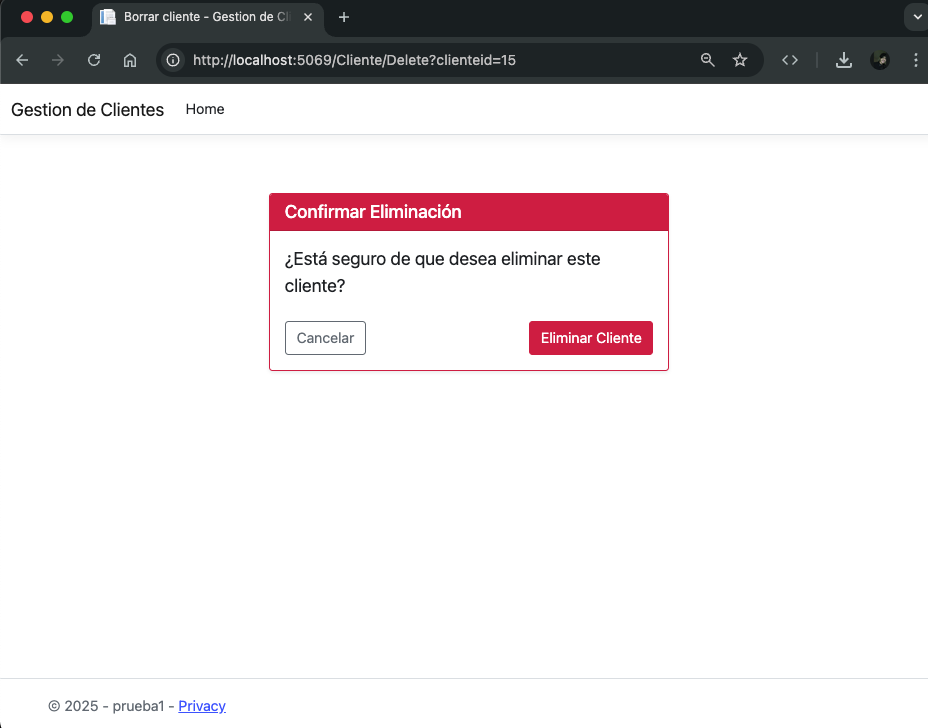 Borrar cliente - Gestion de Cli
http://localhost:5069/Cliente/Delete?clienteid=15
Gestion de Clientes Home
Confirmar Eliminación
¿Está seguro de que desea eliminar este
cliente?
Cancelar Eliminar Cliente
© 2025 - prueba1 - Privacy